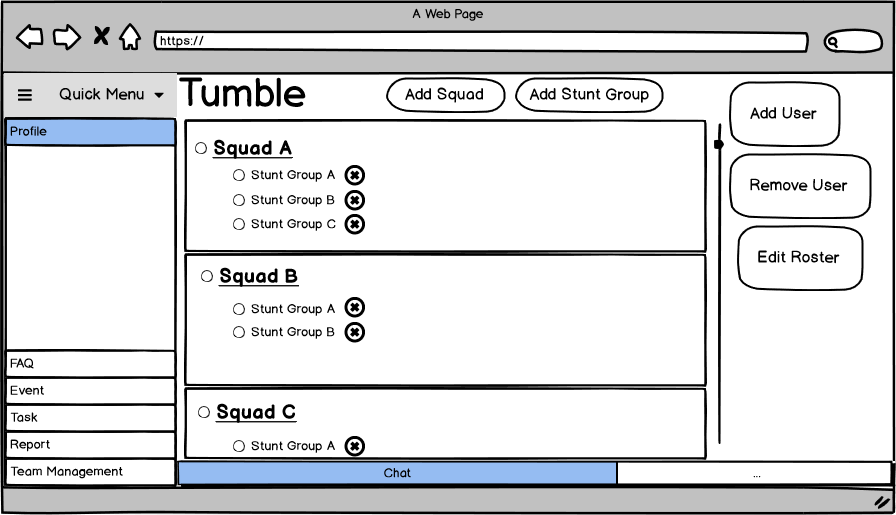 A Web Page
https://
Quick Menu
Tumble
Add Squad
Add Stunt Group
Add User
Remove User
Edit Roster
Profile
Squad A
Stunt Group A
Stunt Group B
Stunt Group C
Squad B
Stunt Group A
Stunt Group B
Squad C
Stunt Group A
FAQ
Event
Task
Report
Team Management
Chat
...